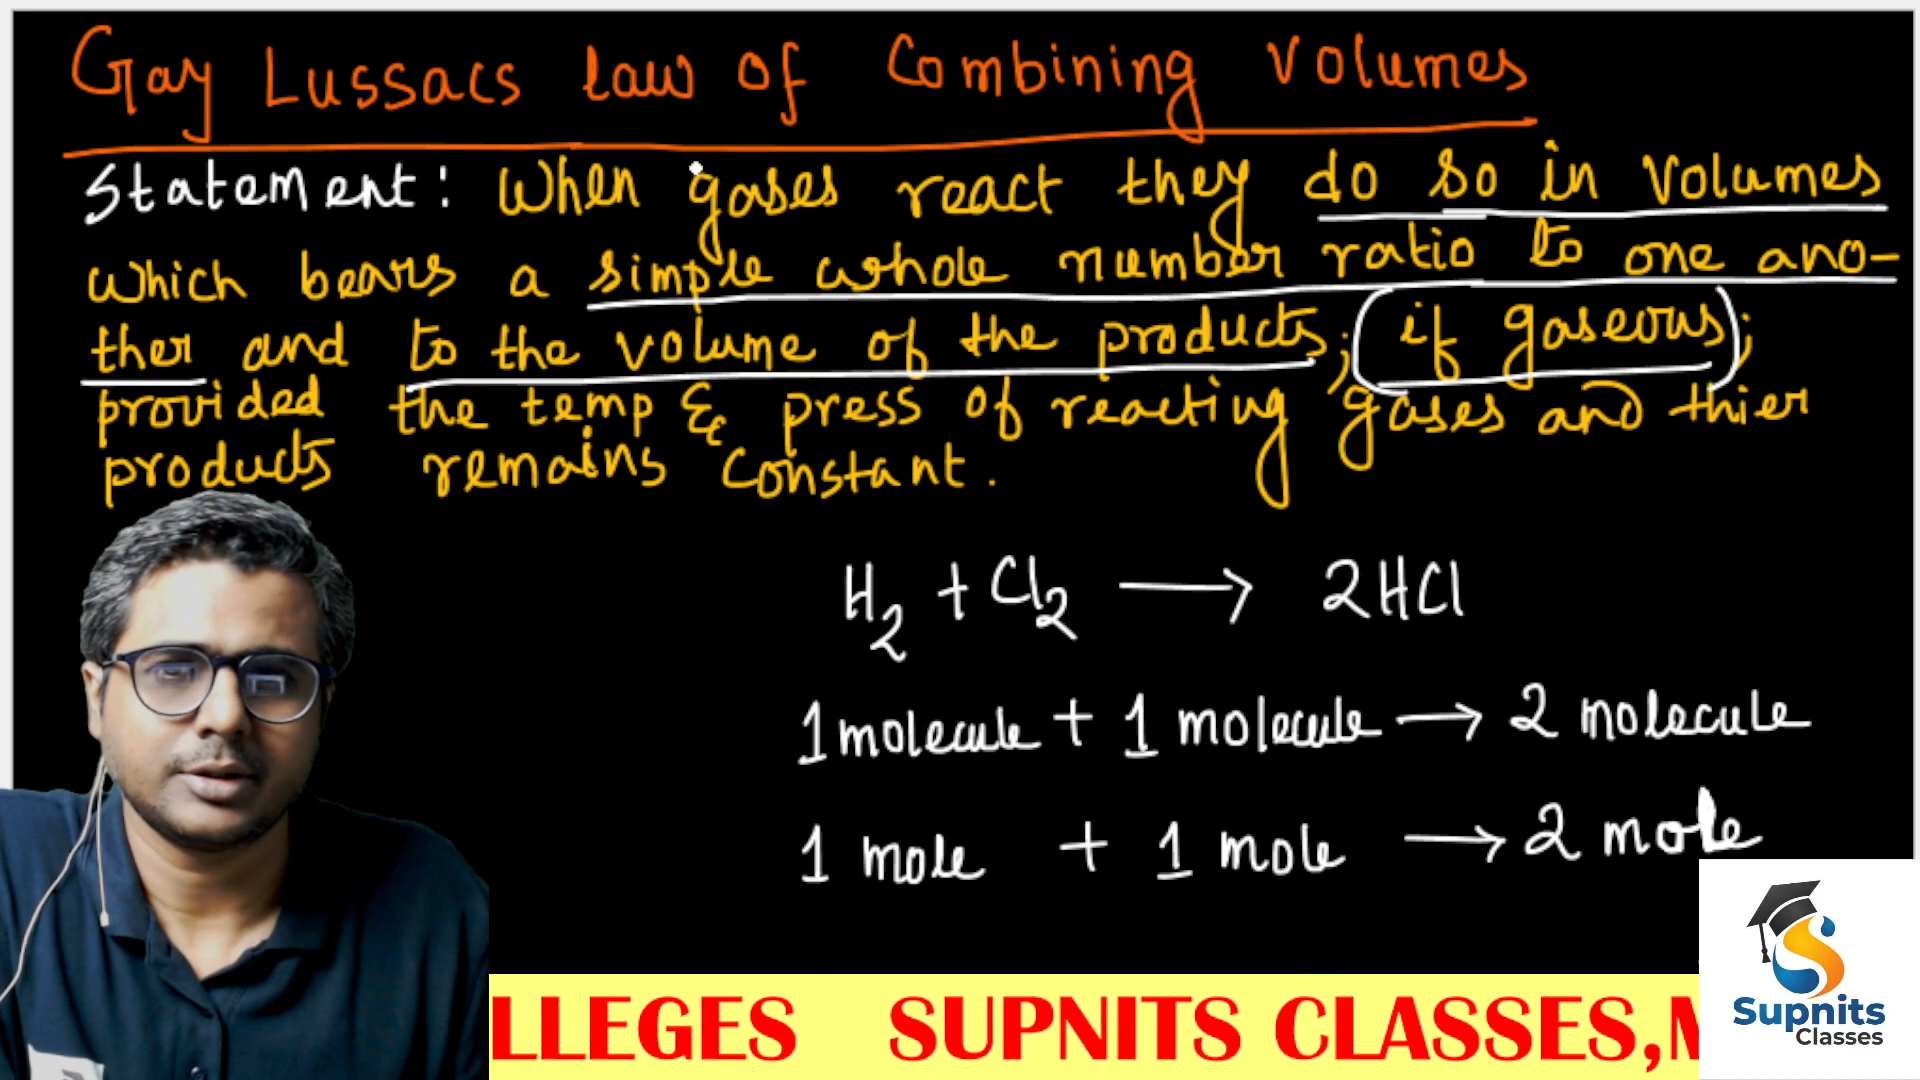 Gay Lussacs law of Combining Volumes
Statement: When gases react they do so in volumes
which bears a simple whole number ratio to one ano-
ther and to the volume of the products; (if gaseous);
provided the temp & press of reacting gases and thier
products remains constant.
H₂ + Cl₂ → 2HCl
1 molecule + 1 molecule → 2 molecule
1 mole + 1 mole → 2 mole
LLEGES SUPNITS CLASSES,M
Supnits
Classes